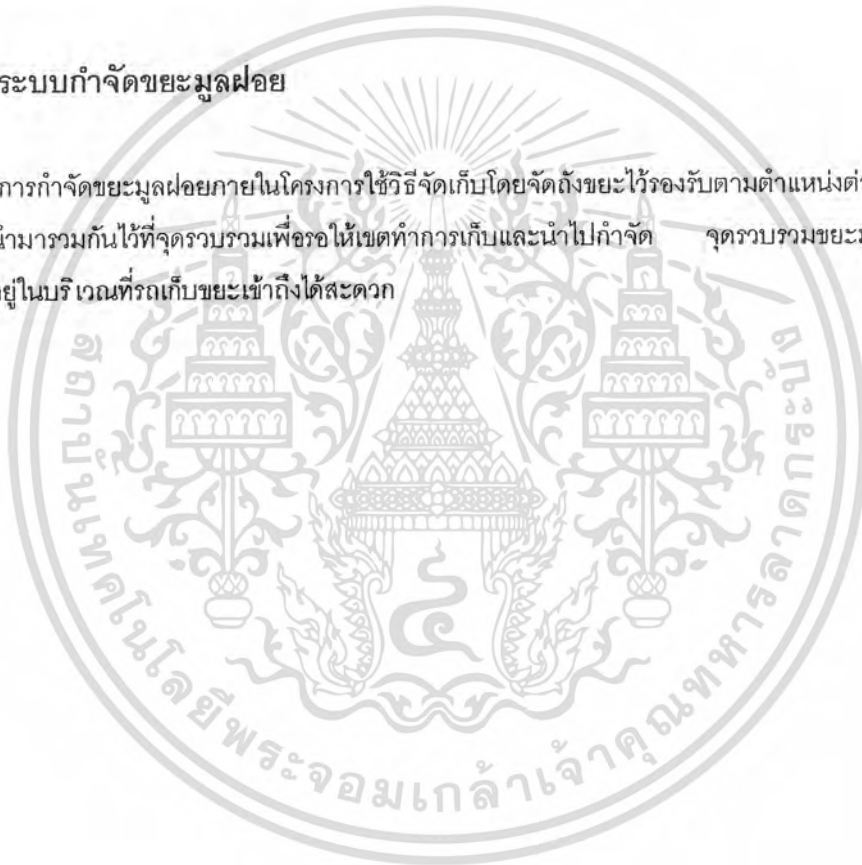 ระบบกำจัดขยะมูลฝอย
การกำจัดขยะมูลฝอยภายในโครงการใช้วิธีจัดเก็บโดยจัดถังขยะไว้รองรับตามตำแหน่งต่
นำมารวมกันไว้ที่จุดรวบรวมเพื่อรอให้เขตทำการเก็บและนำไปกำจัด จุดรวบรวมขยะม
อยู่ในบริเวณที่รถเก็บขยะเข้าถึงได้สะดวก
สถาบันเทคโนโลยีพระจอมเกล้าเจ้าคุณทหารลาดกระบัง
๔